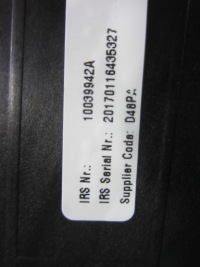 IRS Nr.: 10039942A
IRS Serial Nr.: 20170116435327
Supplier Code: D48PA